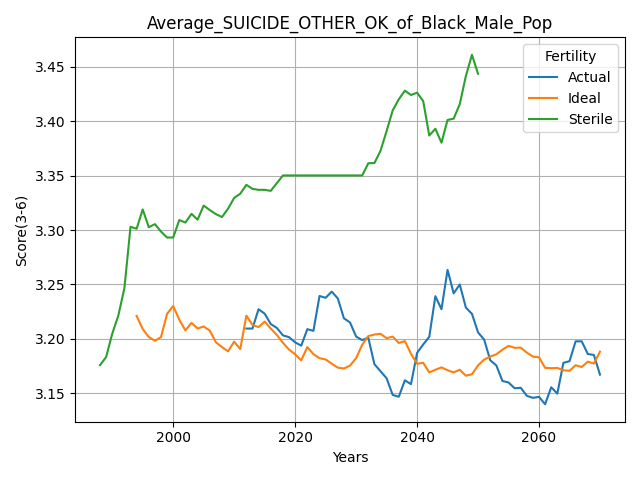 Average_SUICIDE_OTHER_OK_of_Black_Male_Pop
Fertility
Actual
Ideal
Sterile
3.45
3.40
3.35
3.30
3.25
3.20
3.15
Score(3-6)
2000 2020 2040 2060
Years